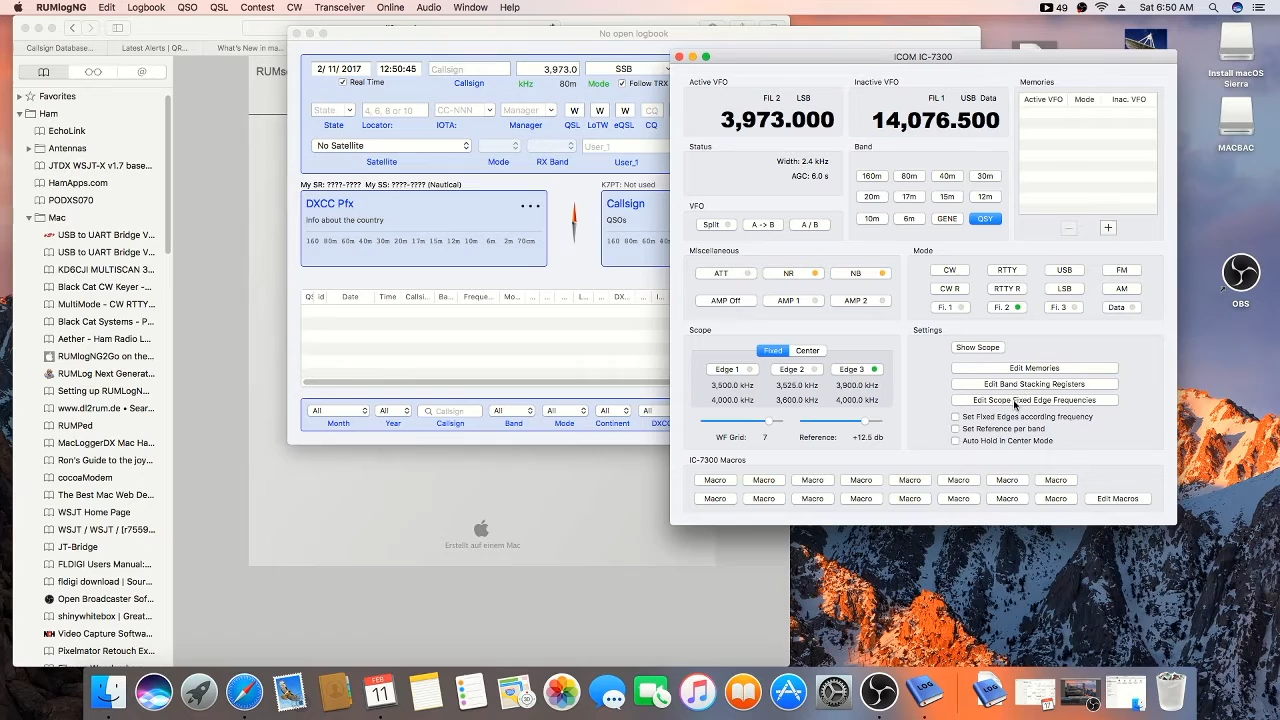 RUMlogNG Edit Logbook QSO QSL Contest CW Transceiver Online Audio Window Help
49 Sat 6:50 AM
Callsign Database... Latest Alerts | QR... What's New in ma...
Favorites
Ham
EchoLink
Antennas
JTDX WSJT-X v1.7 base...
HamApps.com
PODXS070
Mac
USB to UART Bridge V...
USB to UART Bridge V...
KD6CJI MULTISCAN 3...
Black Cat CW Keyer -...
MultiMode - CW RTTY...
Black Cat Systems - P...
Aether - Ham Radio L...
RUMlogNG2Go on the...
RUMLog Next Generat...
Setting up RUMLogN...
www.dl2rum.de • Sear...
RUMPed
MacLoggerDX Mac Ha...
Ron's Guide to the joy...
cocoaModem
The Best Mac Web De...
WSJT Home Page
WSJT / WSJT / [r7559...
JT-Bridge
FLDIGI Users Manual:...
fldigi download | Sour...
Open Broadcaster Sof...
shinywhitebox | Great...
Video Capture Softwa...
Pixelmator Retouch Ex...
No open logbook
2/ 11/ 2017 12:50:45 Callsign 3,973.0 SSB
Real Time Callsign kHz 80m Mode Follow TRX
State 4, 6, 8 or 10 CC-NNN Manager W W W CQ
State Locator: IOTA: Manager QSL LoTW eQSL CQ
No Satellite User_1
Satellite Mode RX Band User_1
My SR: ????-???? My SS: ????-???? (Nautical) K7PT: Not used
DXCC Pfx
Info about the country
160 80m 60m 40m 30m 20m 17m 15m 12m 10m 6m 2m 70cm
Callsign
QSOs
160 80m 60m 40m
Date Time Callsi... Ba... Freque... Mo... ... ... ... L... ... DX... ... I...
All All Callsign All All All All
Month Year Callsign Band Mode Continent DXC
Erstellt auf einem Mac
ICOM IC-7300
Active VFO
FIL 2 LSB
3,973.000
Inactive VFO
FIL 1 USB Data
14,076.500
Memories
Active VFO Mode Inac. VFO
Status
Width: 2.4 kHz
AGC: 6.0 s
Band
160m 80m 40m 30m
20m 17m 15m 12m
10m 6m GENE QSY
VFO
Split A -> B A / B
Miscellaneous
ATT NR NB
AMP Off AMP 1 AMP 2
Mode
CW RTTY USB FM
CW R RTTY R LSB AM
Fi. 1 Fi. 2 Fi. 3 Data
Scope
Fixed Center
Edge 1 Edge 2 Edge 3
3,500.0 kHz 3,525.0 kHz 3,900.0 kHz
4,000.0 kHz 3,600.0 kHz 4,000.0 kHz
WF Grid: 7 Reference: +12.5 db
Settings
Show Scope
Edit Memories
Edit Band Stacking Registers
Edit Scope Fixed Edge Frequencies
Set Fixed Edges according frequency
Set Reference per band
Auto Hold In Center Mode
IC-7300 Macros
Macro Macro Macro Macro Macro Macro Macro Macro
Macro Macro Macro Macro Macro Macro Macro Macro Edit Macros
Install macOS
Sierra
MACBAC
OBS
FEB
11
LOG
LOG
17